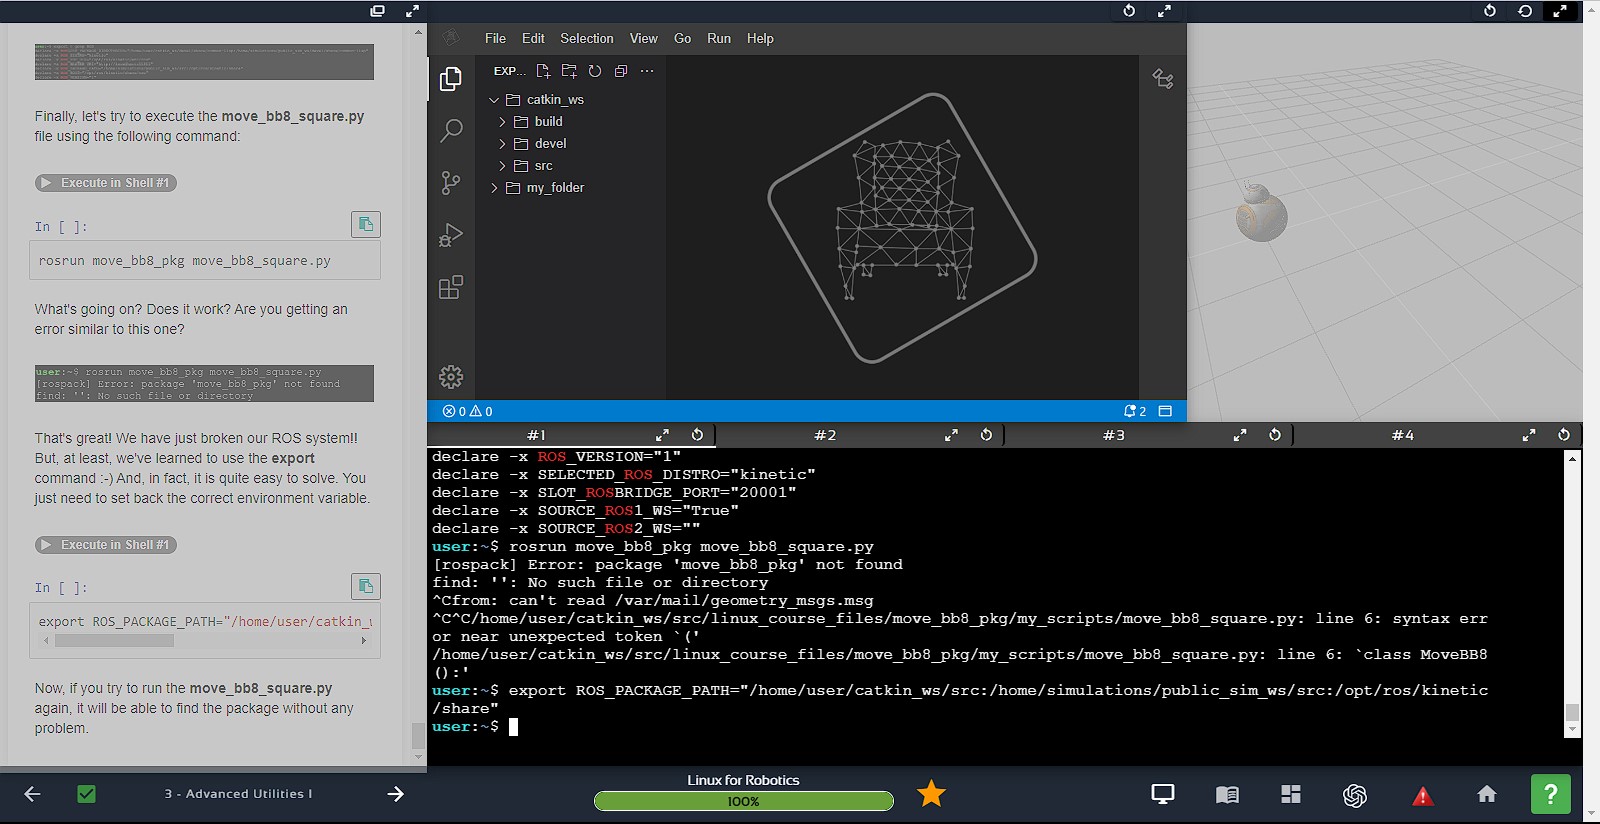 Finally, let's try to execute the move_bb8_square.py
file using the following command:
Execute in Shell #1
In [ ]:
rosrun move_bb8_pkg move_bb8_square.py
What's going on? Does it work? Are you getting an
error similar to this one?
user:~$ rosrun move_bb8_pkg move_bb8_square.py
[rospack] Error: package 'move_bb8_pkg' not found
find: '': No such file or directory
That's great! We have just broken our ROS system!!
But, at least, we've learned to use the export
command :-) And, in fact, it is quite easy to solve. You
just need to set back the correct environment variable.
Execute in Shell #1
In [ ]:
export ROS_PACKAGE_PATH="/home/user/catkin_
Now, if you try to run the move_bb8_square.py
again, it will be able to find the package without any
problem.
File Edit Selection View Go Run Help
EXP...
catkin_ws
build
devel
src
my_folder
0 0
2
#1 #2 #3 #4
declare -x ROS_VERSION="1"
declare -x SELECTED_ROS_DISTRO="kinetic"
declare -x SLOT_ROSBRIDGE_PORT="20001"
declare -x SOURCE_ROS1_WS="True"
declare -x SOURCE_ROS2_WS=""
user:~$ rosrun move_bb8_pkg move_bb8_square.py
[rospack] Error: package 'move_bb8_pkg' not found
find: '': No such file or directory
^Cfrom: can't read /var/mail/geometry_msgs.msg
^C^C/home/user/catkin_ws/src/linux_course_files/move_bb8_pkg/my_scripts/move_bb8_square.py: line 6: syntax err
or near unexpected token `('
/home/user/catkin_ws/src/linux_course_files/move_bb8_pkg/my_scripts/move_bb8_square.py: line 6: `class MoveBB8
():'
user:~$ export ROS_PACKAGE_PATH="/home/user/catkin_ws/src:/home/simulations/public_sim_ws/src:/opt/ros/kinetic
/share"
user:~$
3 - Advanced Utilities I
Linux for Robotics
100%
?